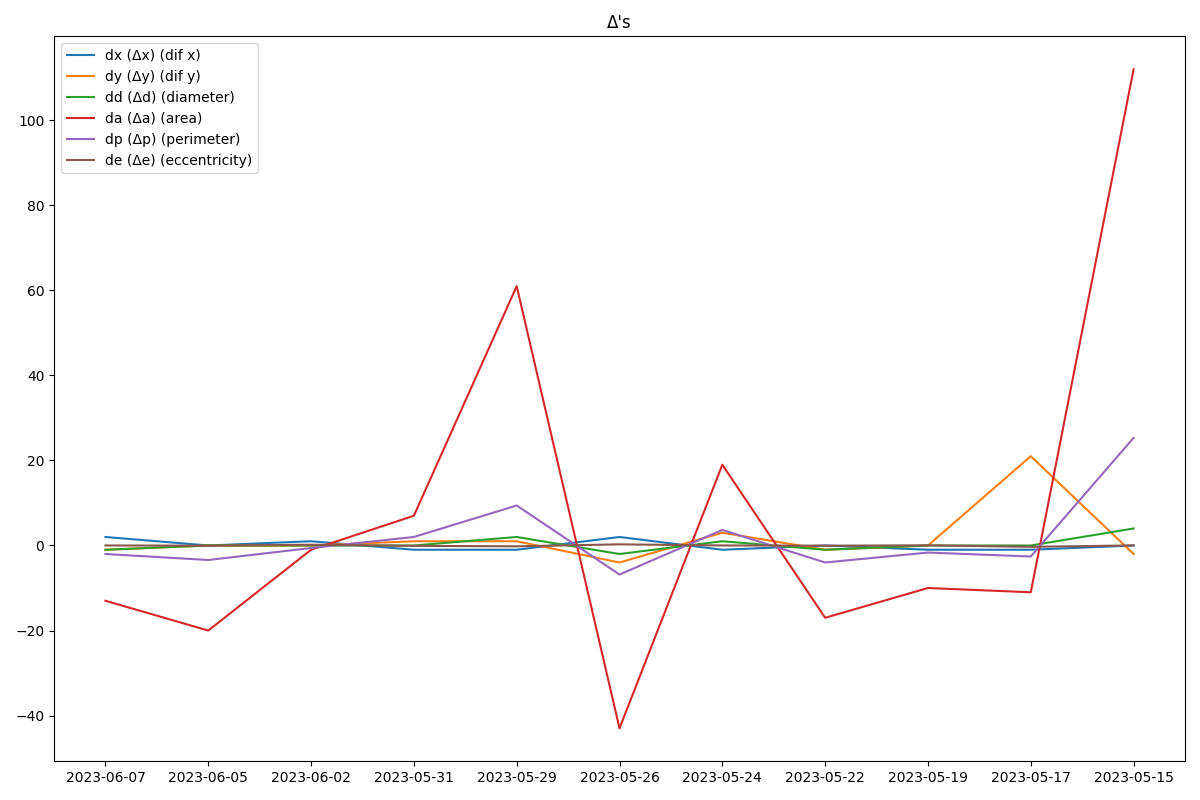 Δ's
dx (Δx) (dif x)
dy (Δy) (dif y)
dd (Δd) (diameter)
da (Δa) (area)
dp (Δp) (perimeter)
de (Δe) (eccentricity)
100
80
60
40
20
0
−20
−40
2023-06-07 2023-06-05 2023-06-02 2023-05-31 2023-05-29 2023-05-26 2023-05-24 2023-05-22 2023-05-19 2023-05-17 2023-05-15